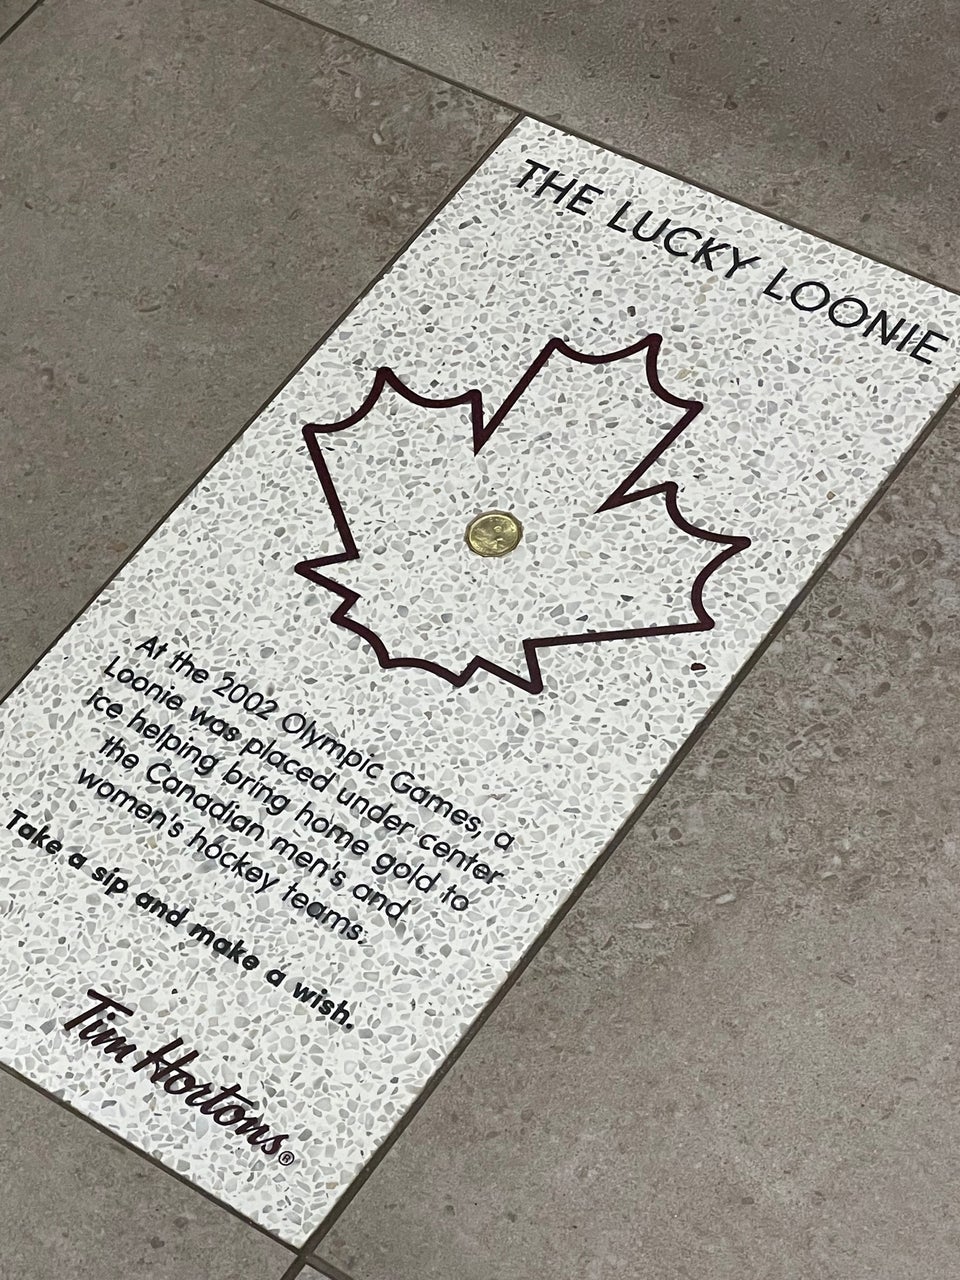 THE LUCKY LOONIE
At the 2002 Olympic Games, a
Loonie was placed under center
ice helping bring home gold to
the Canadian men's and
women's hockey teams.
Take a sip and make a wish.
Tim Hortons®